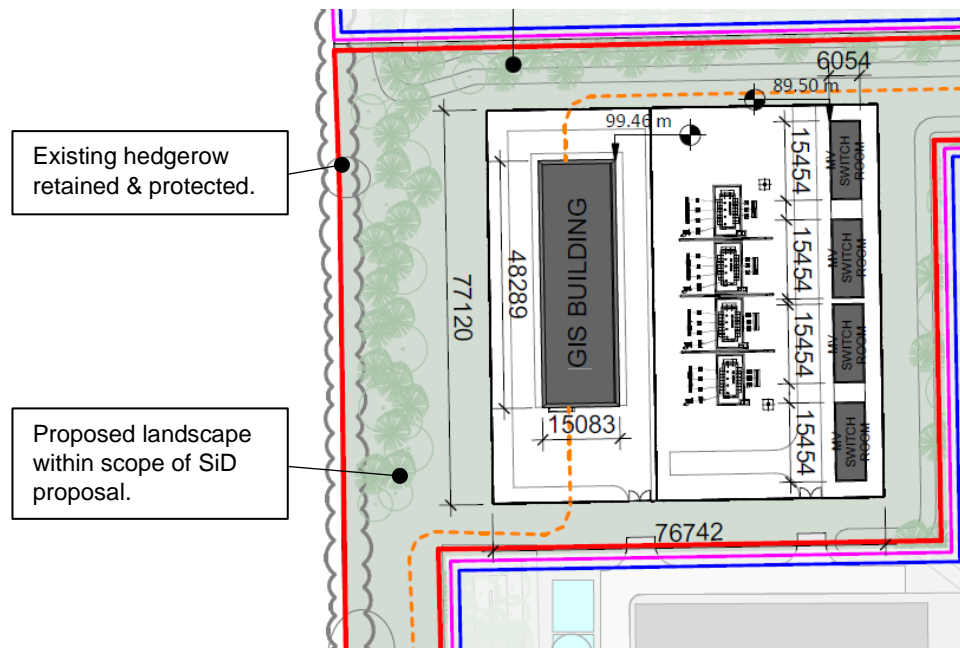 6054
89.50 m
99.46 m
Existing hedgerow
retained & protected.
15454
MV
SWITCH
ROOM
15454
MV
SWITCH
ROOM
48289
77120
GIS BUILDING
15454
MV
SWITCH
ROOM
15083
15454
MV
SWITCH
ROOM
Proposed landscape
within scope of SiD
proposal.
76742